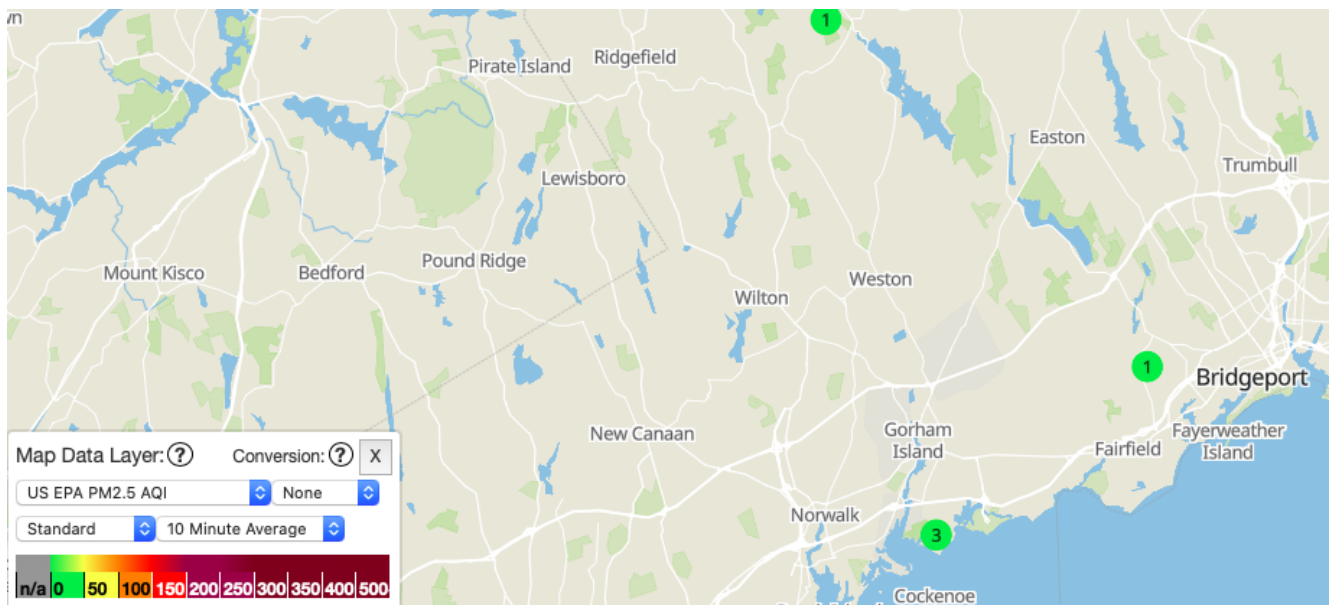 1
Pirate Island
Ridgefield
Easton
Trumbull
Lewisboro
Mount Kisco
Bedford
Pound Ridge
Weston
Wilton
1
Bridgeport
New Canaan
Gorham
Island
Fairfield
Fayerweather
Island
Norwalk
3
Cockenoe
Map Data Layer: ?
Conversion: ?
X
US EPA PM2.5 AQI
None
Standard
10 Minute Average
n/a 0 50 100 150 200 250 300 350 400 500